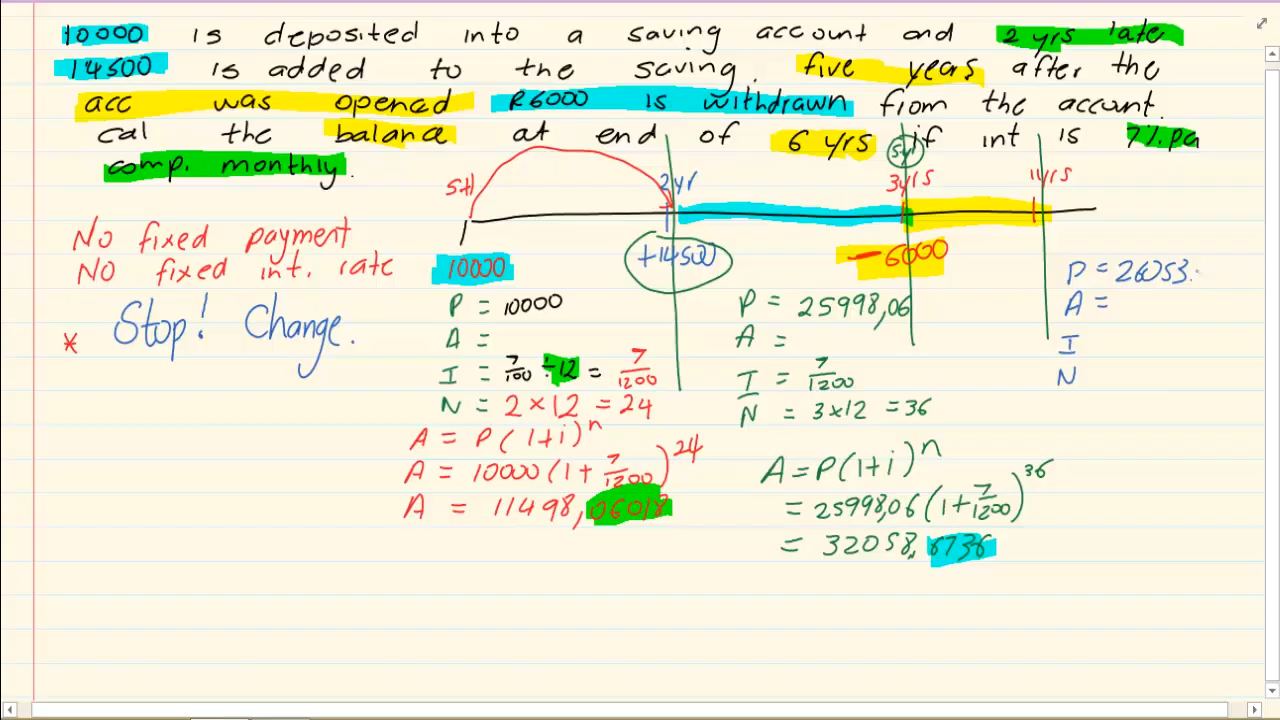 10000 is deposited into a saving account and 2 yrs late
14500 is added to the saving. five years after the
acc was opened R6000 is withdrawn from the account.
cal the balance at end of 6 yrs if int is 7% pa
comp. monthly.
5yr
st) 2yr 3yrs 1yrs
No fixed payment
NO fixed int. rate
* Stop! Change.
10000 +14500 -6000
P = 10000
A =
I = 7/100 ÷12 = 7/1200
N = 2 × 12 = 24
A = P(1+i)^n
A = 10000(1+7/1200)^24
A = 11498,06018
P = 25998,06
A =
I = 7/1200
N = 3×12 = 36
A = P(1+i)^n
= 25998,06(1+7/1200)^36
= 32058,6736
P = 26053.
A =
I
N